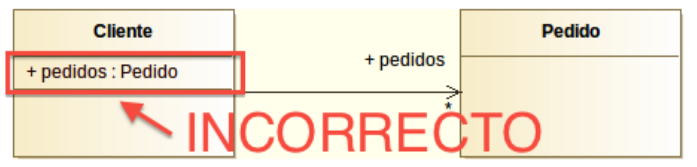 Cliente
Pedido
+ pedidos : Pedido
+ pedidos
*
INCORRECTO